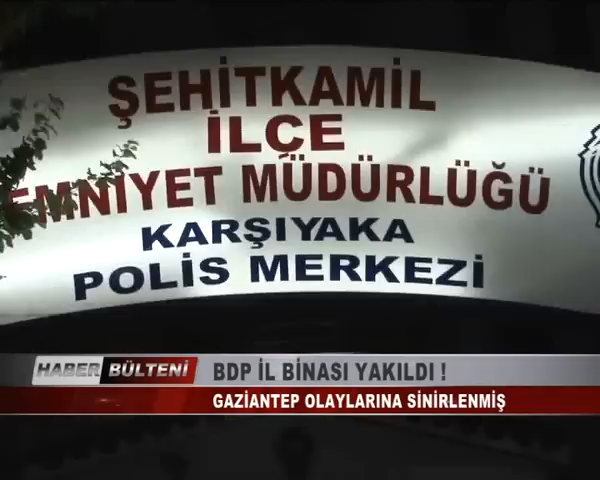 ŞEHİTKAMİL
İLÇE
EMNİYET MÜDÜRLÜĞÜ
KARŞIYAKA
POLİS MERKEZİ
HABER BÜLTENİ
BDP İL BİNASI YAKILDI !
GAZİANTEP OLAYLARINA SİNİRLENMİŞ